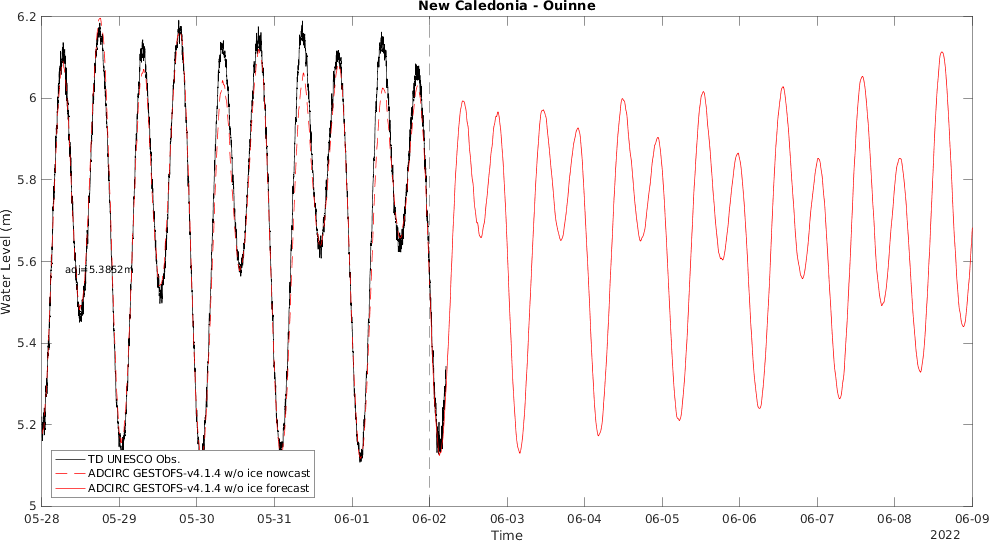 New Caledonia - Ouinne
Water Level (m)
6.2
6
5.8
5.6
5.4
5.2
5
adj=5.3852m
TD UNESCO Obs.
ADCIRC GESTOFS-v4.1.4 w/o ice nowcast
ADCIRC GESTOFS-v4.1.4 w/o ice forecast
05-28 05-29 05-30 05-31 06-01 06-02 06-03 06-04 06-05 06-06 06-07 06-08 06-09
Time
2022